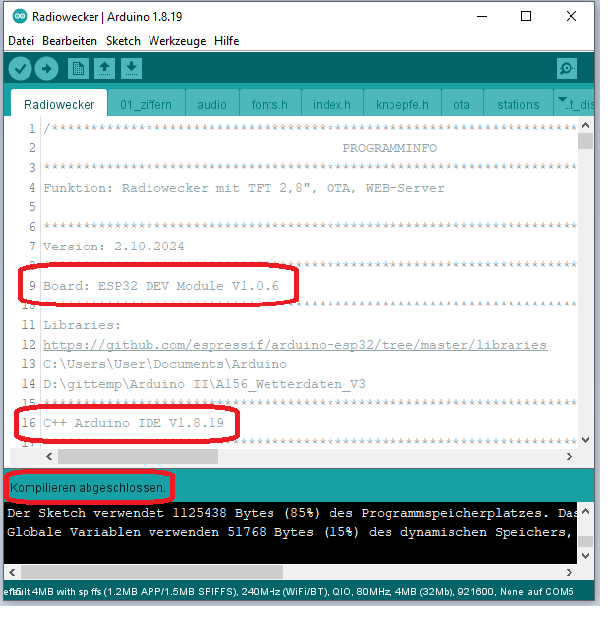 Radiowecker | Arduino 1.8.19
Datei Bearbeiten Sketch Werkzeuge Hilfe
Radiowecker 01_ziffern audio fonts.h index.h knoepfe.h ota stations .t_dis
1 /*********************************************************************
2 PROGRAMMINFO
3 **********************************************************************
4 Funktion: Radiowecker mit TFT 2,8", OTA, WEB-Server
5
6 **********************************************************************
7 Version: 2.10.2024
**********************************************************************
9 Board: ESP32 DEV Module V1.0.6
10 **********************************************************************
11 Libraries:
12 https://github.com/espressif/arduino-esp32/tree/master/libraries
13 C:\Users\User\Documents\Arduino
14 D:\gittemp\Arduino II\A156_Wetterdaten_V3
15 **********************************************************************
16 C++ Arduino IDE V1.8.19
17 **********************************************************************
Kompilieren abgeschlossen.
Der Sketch verwendet 1125438 Bytes (85%) des Programmspeicherplatzes. Das
Globale Variablen verwenden 51768 Bytes (15%) des dynamischen Speichers,
4MB with spiffs (1.2MB APP/1.5MB SPIFFS), 240MHz (WiFi/BT), QIO, 80MHz, 4MB (32Mb), 921600, None auf COM5